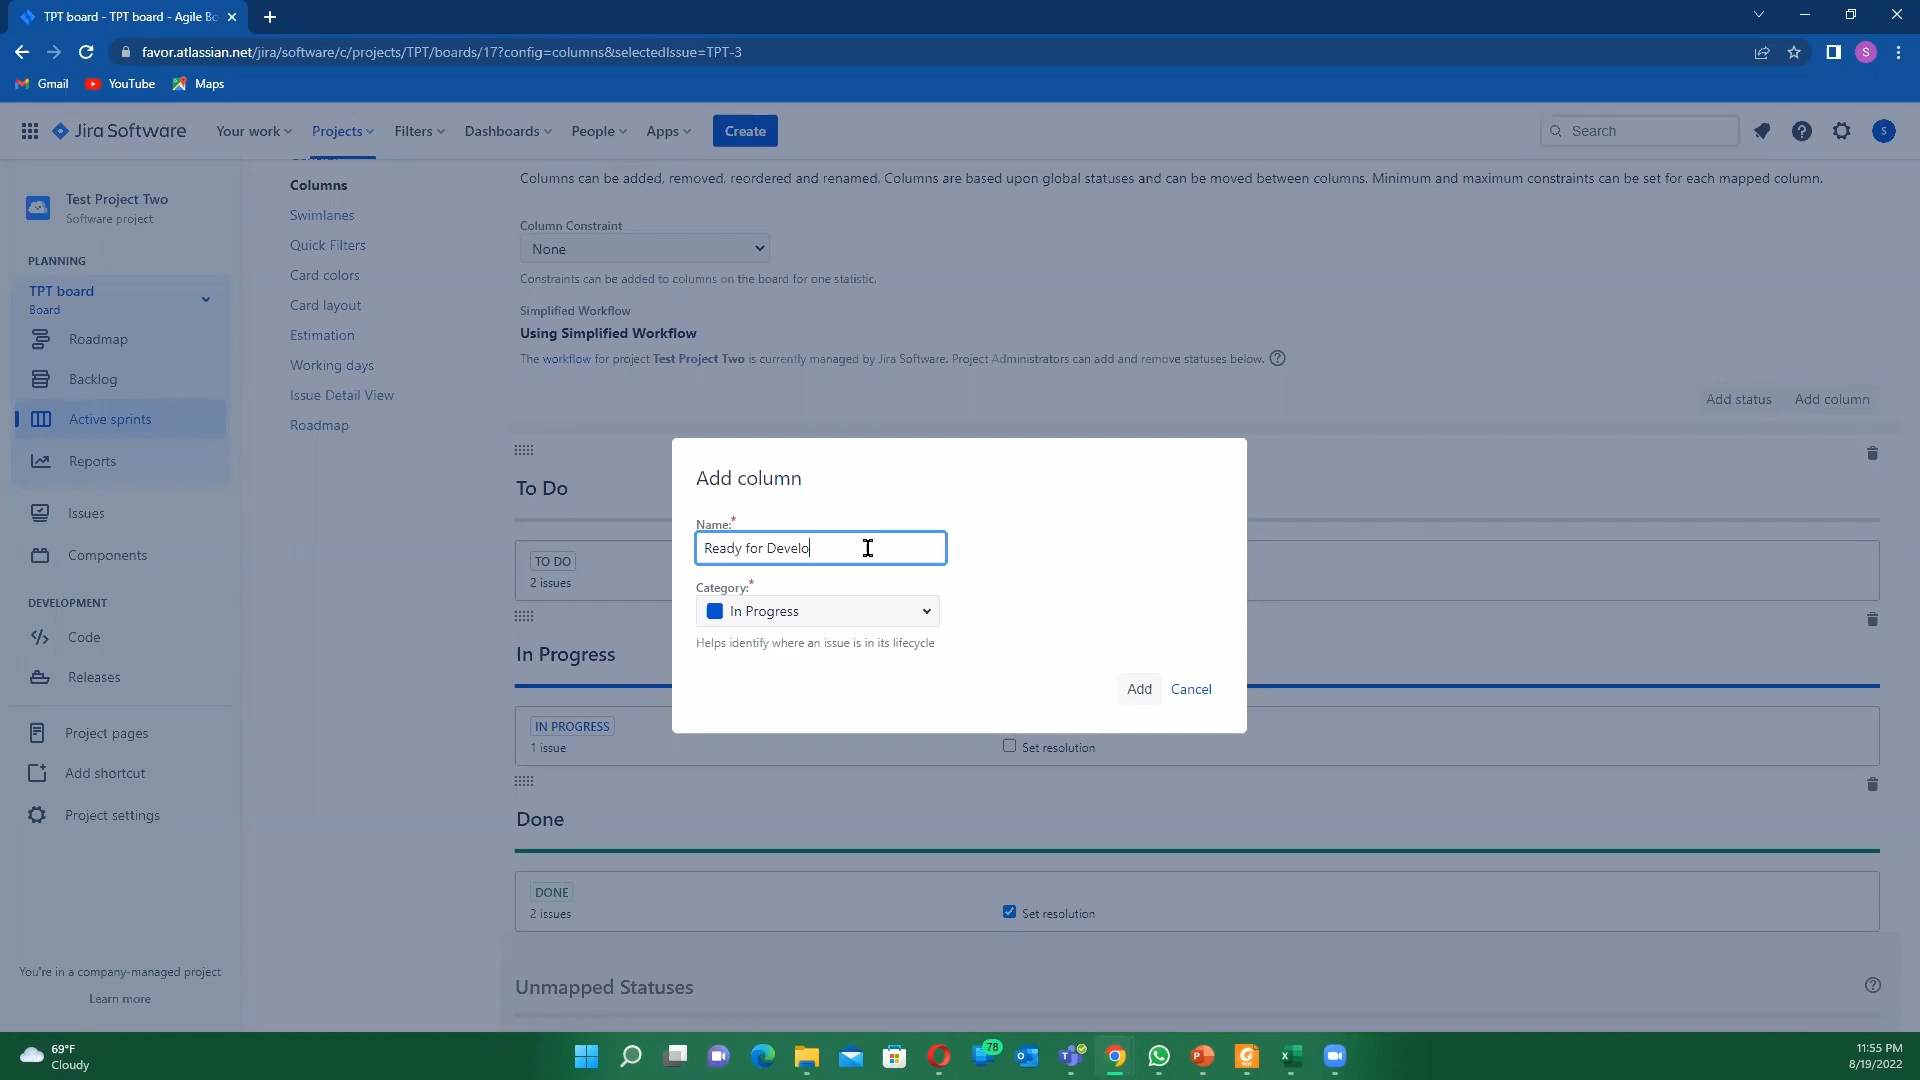 TPT board - TPT board - Agile Bo
favor.atlassian.net/jira/software/c/projects/TPT/boards/17?config=columns&selectedIssue=TPT-3
S
Gmail
YouTube
Maps
Jira Software
Your work
Projects
Filters
Dashboards
People
Apps
Create
Search
S
Test Project Two
Software project
PLANNING
TPT board
Board
Roadmap
Backlog
Active sprints
Reports
Issues
Components
DEVELOPMENT
Code
Releases
Project pages
Add shortcut
Project settings
You're in a company-managed project
Learn more
Columns
Swimlanes
Quick Filters
Card colors
Card layout
Estimation
Working days
Issue Detail View
Roadmap
Columns can be added, removed, reordered and renamed. Columns are based upon global statuses and can be moved between columns. Minimum and maximum constraints can be set for each mapped column.
Column Constraint
None
Constraints can be added to columns on the board for one statistic.
Simplified Workflow
Using Simplified Workflow
The workflow for project Test Project Two is currently managed by Jira Software. Project Administrators can add and remove statuses below.
Add status
Add column
To Do
TO DO
2 issues
In Progress
IN PROGRESS
1 issue
Set resolution
Done
DONE
2 issues
Set resolution
Unmapped Statuses
Add column
Name:*
Ready for Develo
Category:*
In Progress
Helps identify where an issue is in its lifecycle
Add
Cancel
69°F
Cloudy
78
11:55 PM
8/19/2022